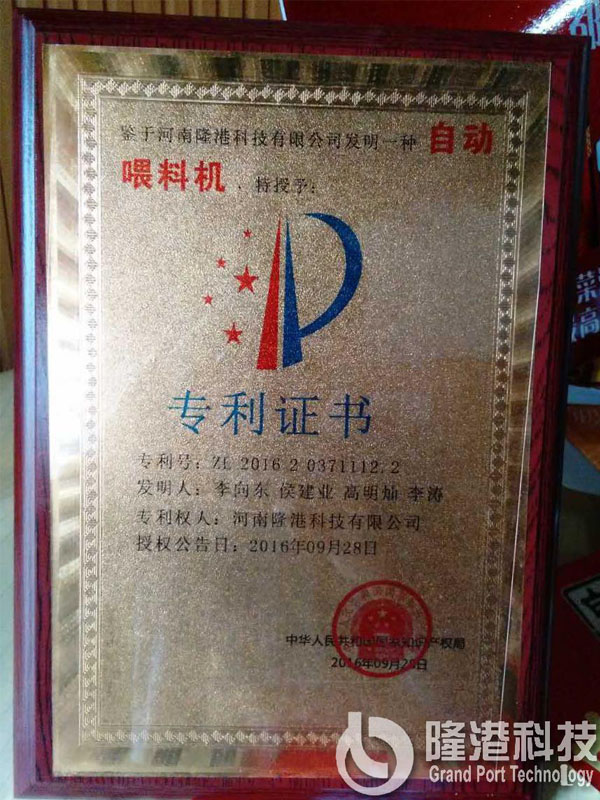 鉴于河南隆港科技有限公司发明一种 自动
喂料机 ，特授予：
专利证书
专利号：ZL 2016 2 0371112.2
发明人：李向东 侯建业 高明灿 李涛
专利权人：河南隆港科技有限公司
授权公告日：2016年09月28日
中华人民共和国国家知识产权局
2016年09月28日
菜
高
隆港科技
Grand Port Technology